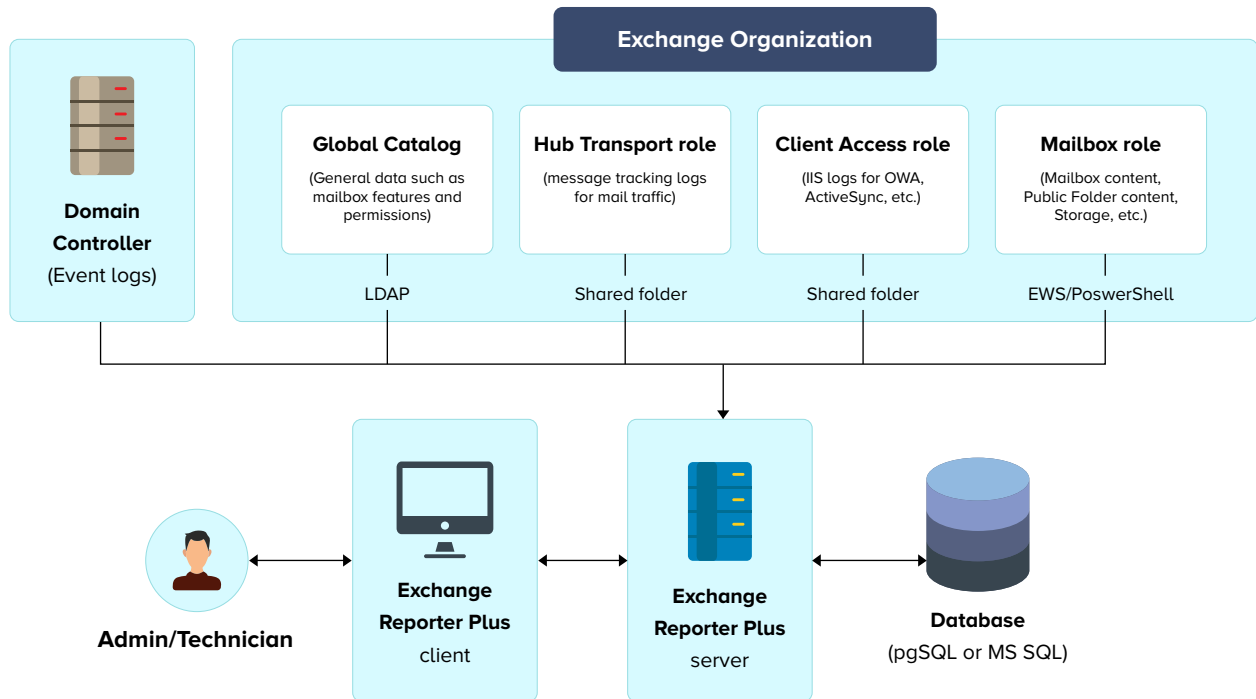 Exchange Organization
Domain
Controller
(Event logs)
Global Catalog
(General data such as
mailbox features and
permissions)
Hub Transport role
(message tracking logs
for mail traffic)
Client Access role
(IIS logs for OWA,
ActiveSync, etc.)
Mailbox role
(Mailbox content,
Public Folder content,
Storage, etc.)
LDAP
Shared folder
Shared folder
EWS/PoswerShell
Admin/Technician
Exchange
Reporter Plus
client
Exchange
Reporter Plus
server
Database
(pgSQL or MS SQL)